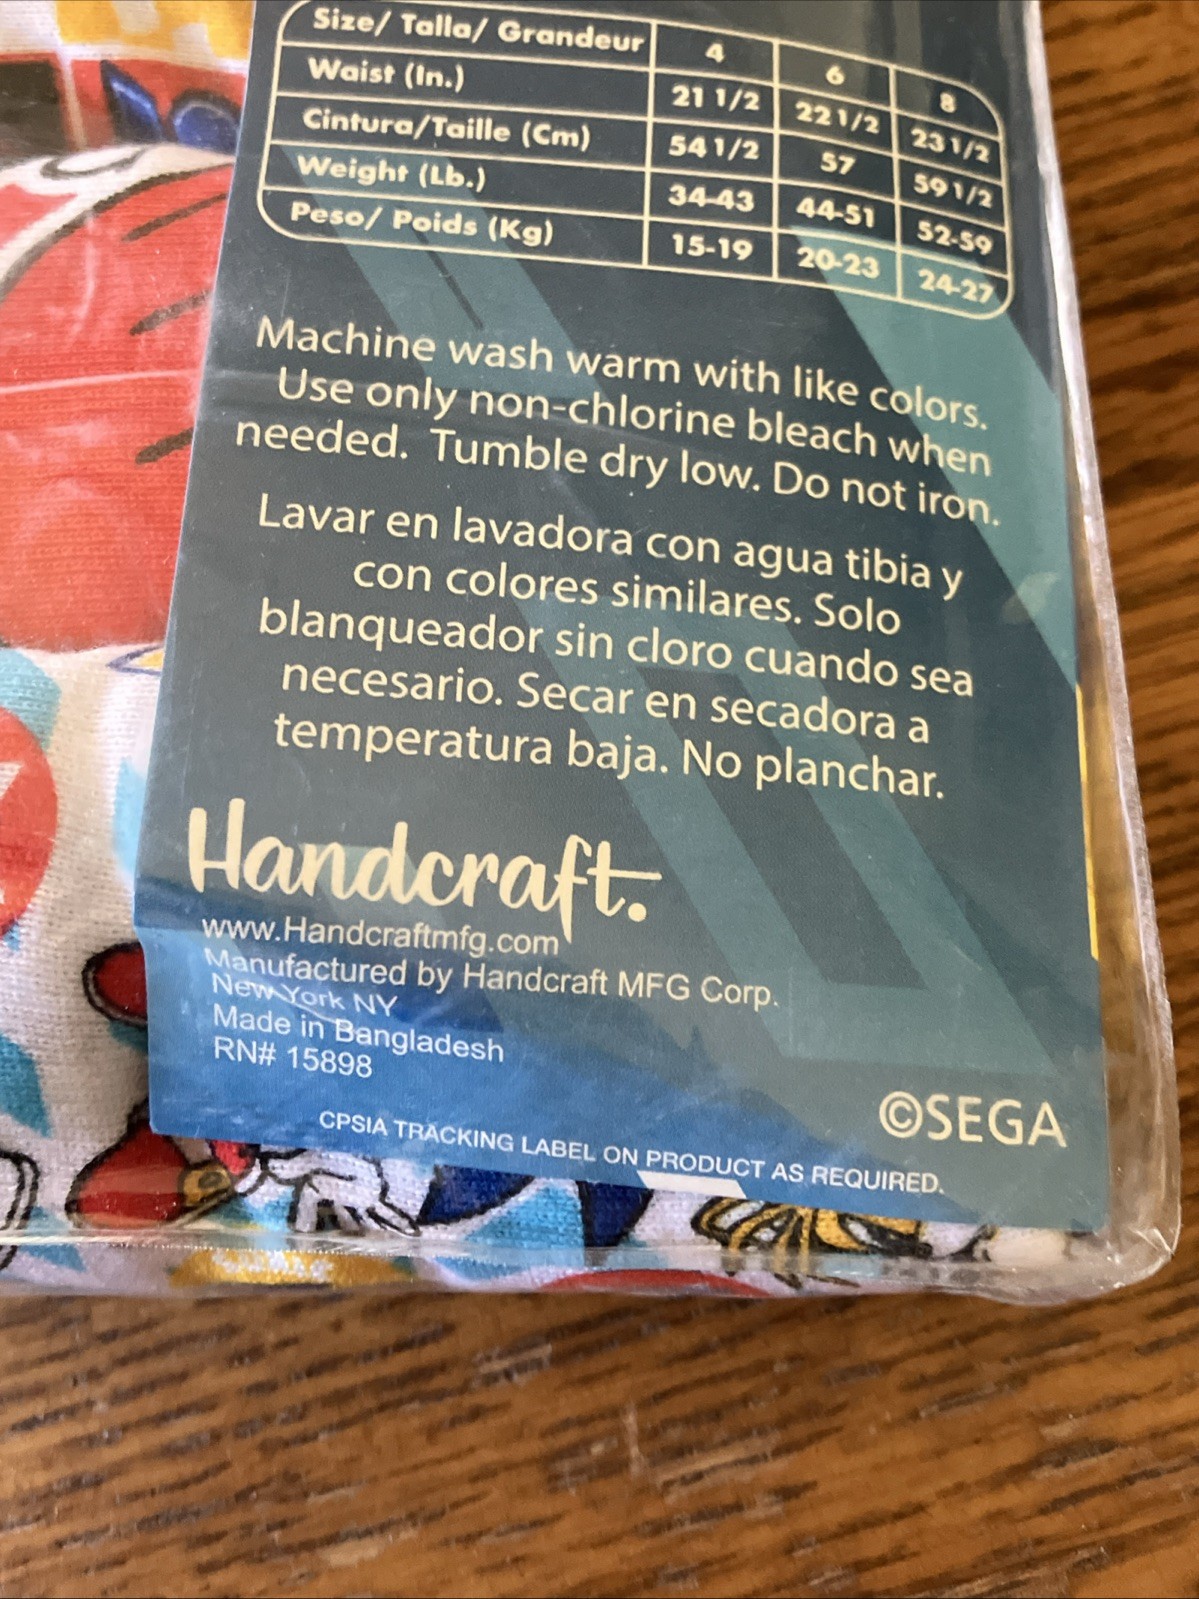 Size/ Talla/ Grandeur 4 6 8
Waist (In.) 21 1/2 22 1/2 23 1/2
Cintura/Taille (Cm) 54 1/2 57 59 1/2
Weight (Lb.) 34-43 44-51 52-59
Peso/ Poids (Kg) 15-19 20-23 24-27
Machine wash warm with like colors.
Use only non-chlorine bleach when
needed. Tumble dry low. Do not iron.
Lavar en lavadora con agua tibia y
con colores similares. Solo
blanqueador sin cloro cuando sea
necesario. Secar en secadora a
temperatura baja. No planchar.
Handcraft.
www.Handcraftmfg.com
Manufactured by Handcraft MFG Corp.
New York NY
Made in Bangladesh
RN# 15898
©SEGA
CPSIA TRACKING LABEL ON PRODUCT AS REQUIRED.